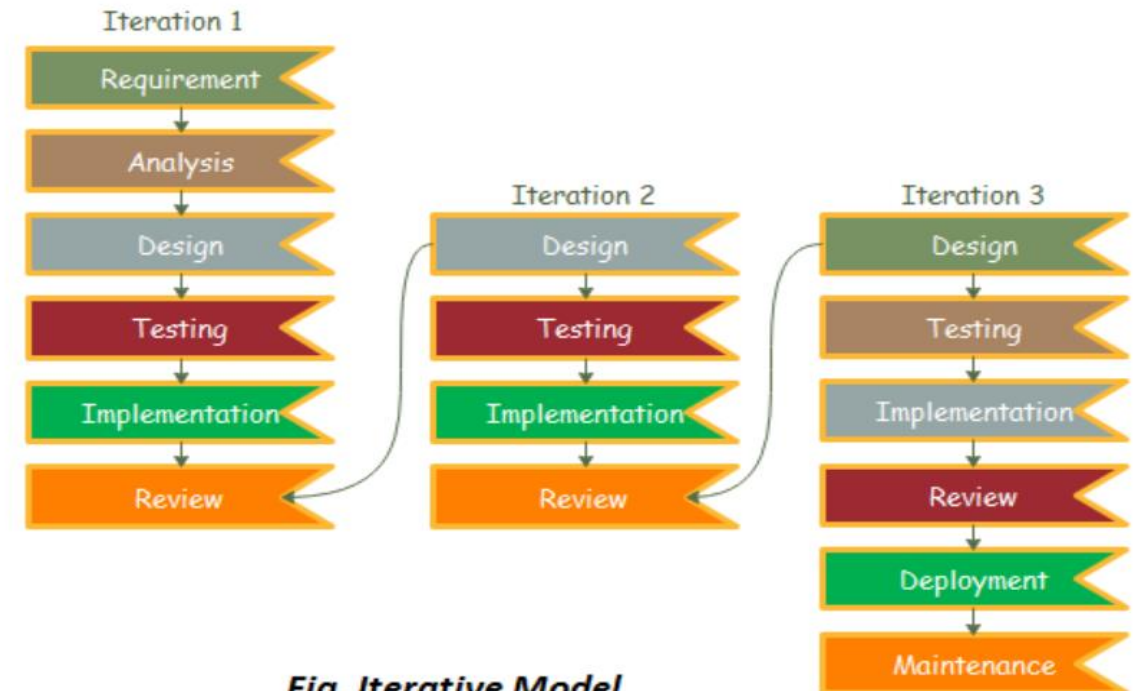 Iteration 1
Requirement
Analysis
Design
Testing
Implementation
Review
Iteration 2
Design
Testing
Implementation
Review
Iteration 3
Design
Testing
Implementation
Review
Deployment
Maintenance
Fig. Iterative Model